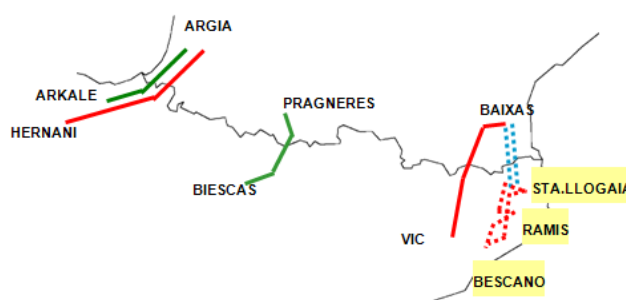 ARGIA
ARKALE
HERNANI
PRAGNERES
BIESCAS
BAIXAS
STA.LLOGAIA
VIC
RAMIS
BESCANO